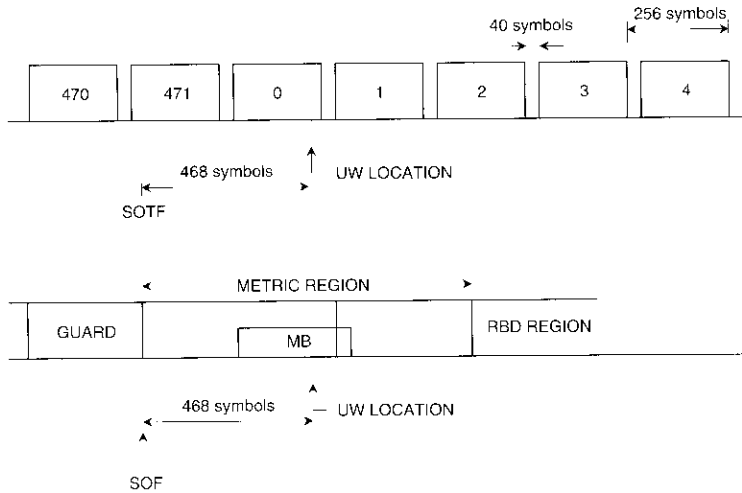 40 symbols
256 symbols
470 471 0 1 2 3 4
468 symbols
UW LOCATION
SOTF
METRIC REGION
GUARD MB RBD REGION
468 symbols
UW LOCATION
SOF